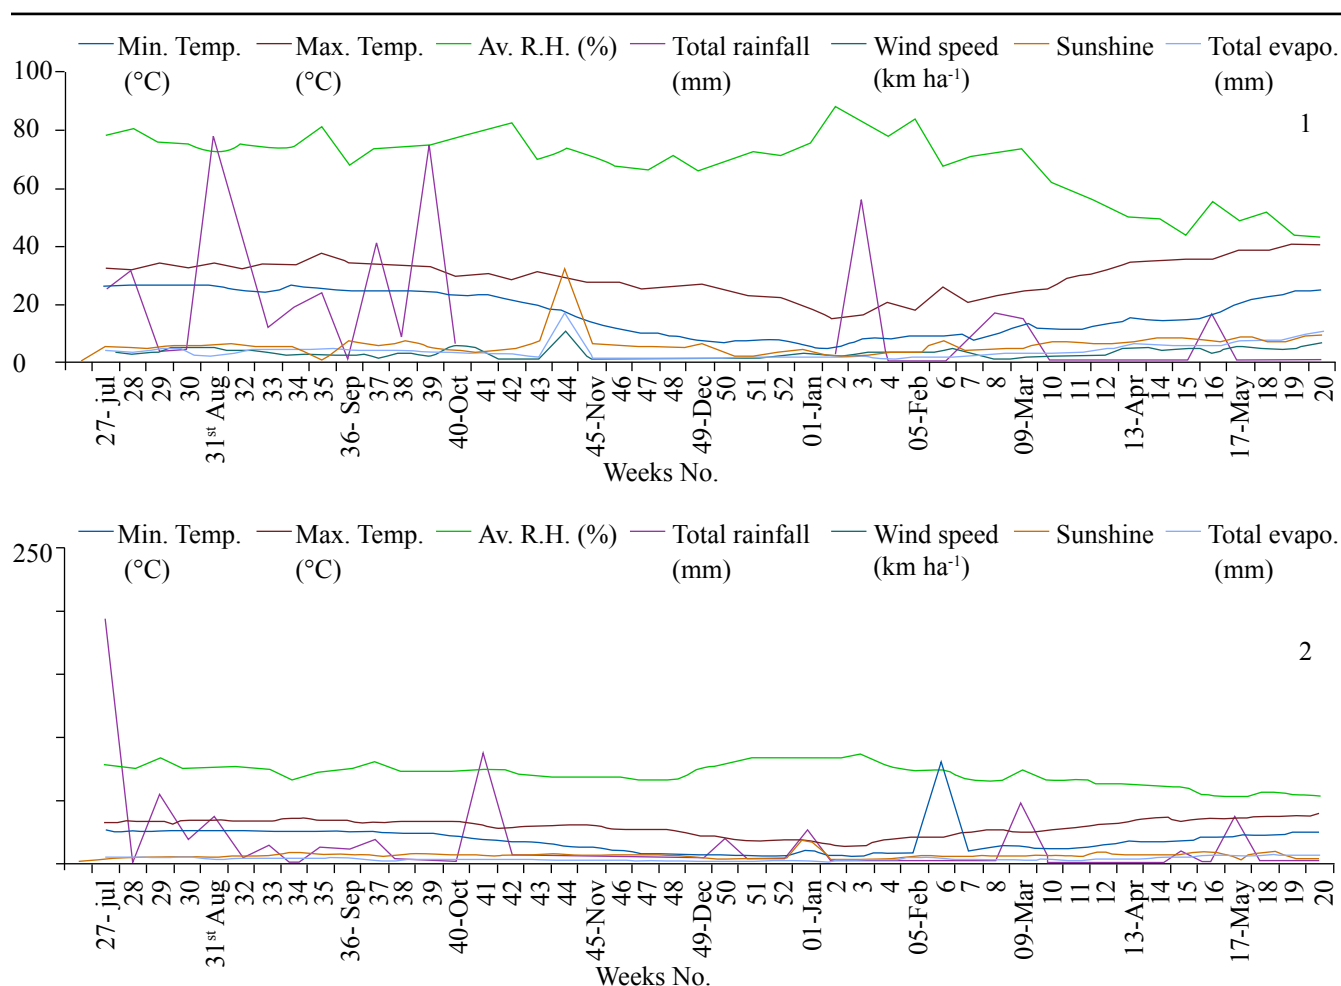 Min. Temp. (°C) Max. Temp. (°C) Av. R.H. (%) Total rainfall (mm) Wind speed (km ha⁻¹) Sunshine Total evapo. (mm)
100
80
60
40
20
0
1
27- jul 28 29 30 31st Aug 32 33 34 35 36- Sep 37 38 39 40-Oct 41 42 43 44 45-Nov 46 47 48 49-Dec 50 51 52 01-Jan 2 3 4 05-Feb 6 7 8 09-Mar 10 11 12 13-Apr 14 15 16 17-May 18 19 20
Weeks No.
Min. Temp. (°C) Max. Temp. (°C) Av. R.H. (%) Total rainfall (mm) Wind speed (km ha⁻¹) Sunshine Total evapo. (mm)
250
2
27- jul 28 29 30 31st Aug 32 33 34 35 36- Sep 37 38 39 40-Oct 41 42 43 44 45-Nov 46 47 48 49-Dec 50 51 52 01-Jan 2 3 4 05-Feb 6 7 8 09-Mar 10 11 12 13-Apr 14 15 16 17-May 18 19 20
Weeks No.